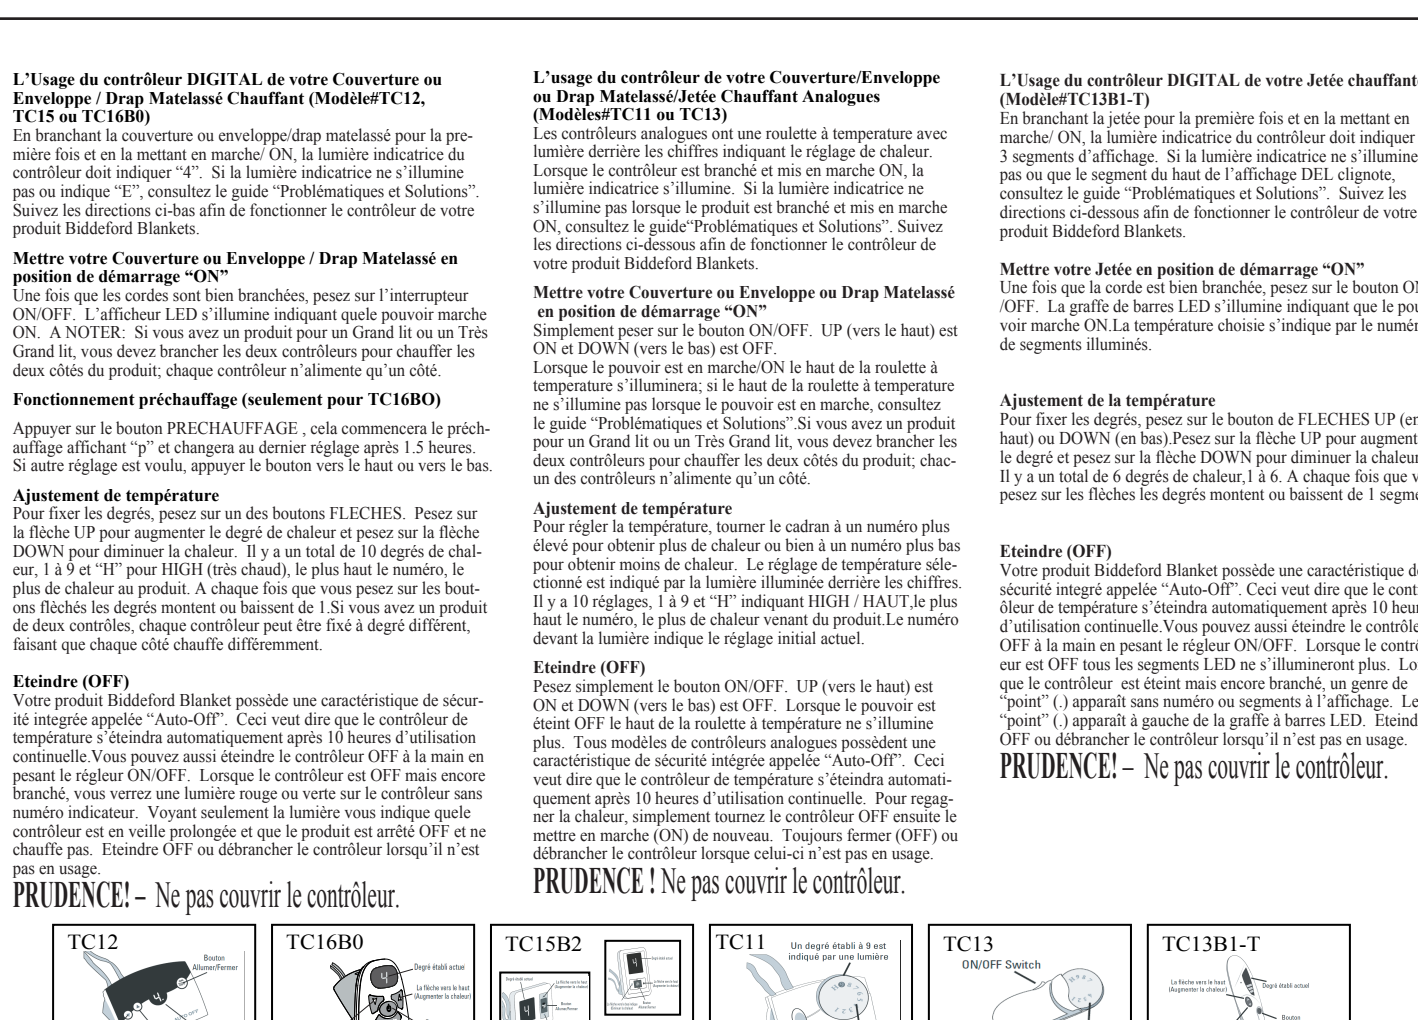 L’Usage du contrôleur DIGITAL de votre Couverture ou
Enveloppe / Drap Matelassé Chauffant (Modèle#TC12,
TC15 ou TC16B0)
En branchant la couverture ou enveloppe/drap matelassé pour la pre-
mière fois et en la mettant en marche/ ON, la lumière indicatrice du
contrôleur doit indiquer “4”. Si la lumière indicatrice ne s’illumine
pas ou indique “E”, consultez le guide “Problématiques et Solutions”.
Suivez les directions ci-bas afin de fonctionner le contrôleur de votre
produit Biddeford Blankets.
Mettre votre Couverture ou Enveloppe / Drap Matelassé en
position de démarrage “ON”
Une fois que les cordes sont bien branchées, pesez sur l’interrupteur
ON/OFF. L’afficheur LED s’illumine indiquant quele pouvoir marche
ON. A NOTER: Si vous avez un produit pour un Grand lit ou un Très
Grand lit, vous devez brancher les deux contrôleurs pour chauffer les
deux côtés du produit; chaque contrôleur n’alimente qu’un côté.
Fonctionnement préchauffage (seulement pour TC16BO)
Appuyer sur le bouton PRECHAUFFAGE , cela commencera le préch-
auffage affichant “p” et changera au dernier réglage après 1.5 heures.
Si autre réglage est voulu, appuyer le bouton vers le haut ou vers le bas.
Ajustement de température
Pour fixer les degrés, pesez sur un des boutons FLECHES. Pesez sur
la flèche UP pour augmenter le degré de chaleur et pesez sur la flèche
DOWN pour diminuer la chaleur. Il y a un total de 10 degrés de chal-
eur, 1 à 9 et “H” pour HIGH (très chaud), le plus haut le numéro, le
plus de chaleur au produit. A chaque fois que vous pesez sur les bout-
ons flèchés les degrés montent ou baissent de 1.Si vous avez un produit
de deux contrôles, chaque contrôleur peut être fixé à degré différent,
faisant que chaque côté chauffe différemment.
Eteindre (OFF)
Votre produit Biddeford Blanket possède une caractéristique de sécur-
ité integrée appelée “Auto-Off”. Ceci veut dire que le contrôleur de
température s’éteindra automatiquement après 10 heures d’utilisation
continuelle.Vous pouvez aussi éteindre le contrôleur OFF à la main en
pesant le régleur ON/OFF. Lorsque le contrôleur est OFF mais encore
branché, vous verrez une lumière rouge ou verte sur le contrôleur sans
numéro indicateur. Voyant seulement la lumière vous indique quele
contrôleur est en veille prolongée et que le produit est arrêté OFF et ne
chauffe pas. Eteindre OFF ou débrancher le contrôleur lorsqu’il n’est
pas en usage.
PRUDENCE! – Ne pas couvrir le contrôleur.
L’usage du contrôleur de votre Couverture/Enveloppe
ou Drap Matelassé/Jetée Chauffant Analogues
(Modèles#TC11 ou TC13)
Les contrôleurs analogues ont une roulette à temperature avec
lumière derrière les chiffres indiquant le réglage de chaleur.
Lorsque le contrôleur est branché et mis en marche ON, la
lumière indicatrice s’illumine. Si la lumière indicatrice ne
s’illumine pas lorsque le produit est branché et mis en marche
ON, consultez le guide“Problématiques et Solutions”. Suivez
les directions ci-dessous afin de fonctionner le contrôleur de
votre produit Biddeford Blankets.
Mettre votre Couverture ou Enveloppe ou Drap Matelassé
en position de démarrage “ON”
Simplement peser sur le bouton ON/OFF. UP (vers le haut) est
ON et DOWN (vers le bas) est OFF.
Lorsque le pouvoir est en marche/ON le haut de la roulette à
temperature s’illuminera; si le haut de la roulette à temperature
ne s’illumine pas lorsque le pouvoir est en marche, consultez
le guide “Problématiques et Solutions”.Si vous avez un produit
pour un Grand lit ou un Très Grand lit, vous devez brancher les
deux contrôleurs pour chauffer les deux côtés du produit; chac-
un des contrôleurs n’alimente qu’un côté.
Ajustement de température
Pour régler la température, tourner le cadran à un numéro plus
élevé pour obtenir plus de chaleur ou bien à un numéro plus bas
pour obtenir moins de chaleur. Le réglage de température séle-
ctionné est indiqué par la lumière illuminée derrière les chiffres.
Il y a 10 réglages, 1 à 9 et “H” indiquant HIGH / HAUT,le plus
haut le numéro, le plus de chaleur venant du produit.Le numéro
devant la lumière indique le réglage initial actuel.
Eteindre (OFF)
Pesez simplement le bouton ON/OFF. UP (vers le haut) est
ON et DOWN (vers le bas) est OFF. Lorsque le pouvoir est
éteint OFF le haut de la roulette à température ne s’illumine
plus. Tous modèles de contrôleurs analogues possèdent une
caractéristique de sécurité intégrée appelée “Auto-Off”. Ceci
veut dire que le contrôleur de température s’éteindra automati-
quement après 10 heures d’utilisation continuelle. Pour regag-
ner la chaleur, simplement tournez le contrôleur OFF ensuite le
mettre en marche (ON) de nouveau. Toujours fermer (OFF) ou
débrancher le contrôleur lorsque celui-ci n’est pas en usage.
PRUDENCE ! Ne pas couvrir le contrôleur.
L’Usage du contrôleur DIGITAL de votre Jetée chauffante
(Modèle#TC13B1-T)
En branchant la jetée pour la première fois et en la mettant en
marche/ ON, la lumière indicatrice du contrôleur doit indiquer
3 segments d’affichage. Si la lumière indicatrice ne s’illumine
pas ou que le segment du haut de l’affichage DEL clignote,
consultez le guide “Problématiques et Solutions”. Suivez les
directions ci-dessous afin de fonctionner le contrôleur de votre
produit Biddeford Blankets.
Mettre votre Jetée en position de démarrage “ON”
Une fois que la corde est bien branchée, pesez sur le bouton ON
/OFF. La graffe de barres LED s’illumine indiquant que le pou
voir marche ON.La température choisie s’indique par le numér
de segments illuminés.
Ajustement de la température
Pour fixer les degrés, pesez sur le bouton de FLECHES UP (en
haut) ou DOWN (en bas).Pesez sur la flèche UP pour augment
le degré et pesez sur la flèche DOWN pour diminuer la chaleur
Il y a un total de 6 degrés de chaleur,1 à 6. A chaque fois que v
pesez sur les flèches les degrés montent ou baissent de 1 segme
Eteindre (OFF)
Votre produit Biddeford Blanket possède une caractéristique de
sécurité integré appelée “Auto-Off”. Ceci veut dire que le cont
ôleur de température s’éteindra automatiquement après 10 heur
d’utilisation continuelle.Vous pouvez aussi éteindre le contrôle
OFF à la main en pesant le régleur ON/OFF. Lorsque le contrô
eur est OFF tous les segments LED ne s’illumineront plus. Lo
que le contrôleur est éteint mais encore branché, un genre de
“point” (.) apparaît sans numéro ou segments à l’affichage. Le
“point” (.) apparaît à gauche de la graffe à barres LED. Eteind
OFF ou débrancher le contrôleur lorsqu’il n’est pas en usage.
PRUDENCE! – Ne pas couvrir le contrôleur.
TC12
Bouton
Allumer/Fermer
4.
TC16B0
Degré établi actuel
La flèche vers le haut
(Augmenter la chaleur)
4
TC15B2
Degré établi actuel
La flèche vers le haut
(Augmenter la chaleur)
Bouton
Allumer/Fermer
4
TC11
Un degré établi à 9 est
indiqué par une lumière
TC13
ON/OFF Switch
TC13B1-T
La flèche vers le haut
(Augmenter la chaleur)
Degré établi actuel
Bouton